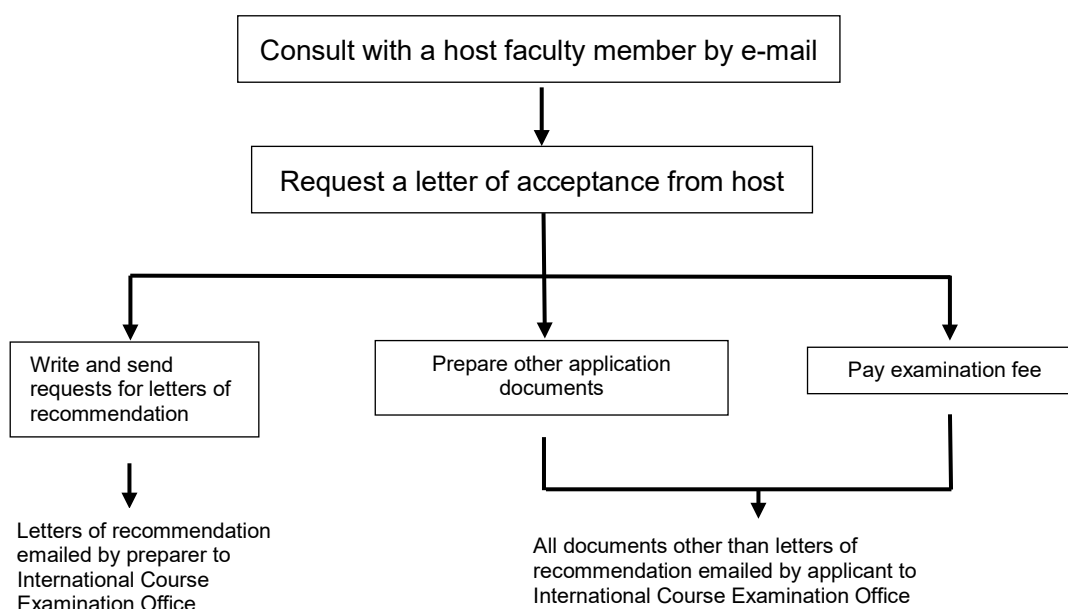 Consult with a host faculty member by e-mail
Request a letter of acceptance from host
Write and send
requests for letters of
recommendation
Prepare other application
documents
Pay examination fee
Letters of recommendation
emailed by preparer to
International Course
Examination Office
All documents other than letters of
recommendation emailed by applicant to
International Course Examination Office